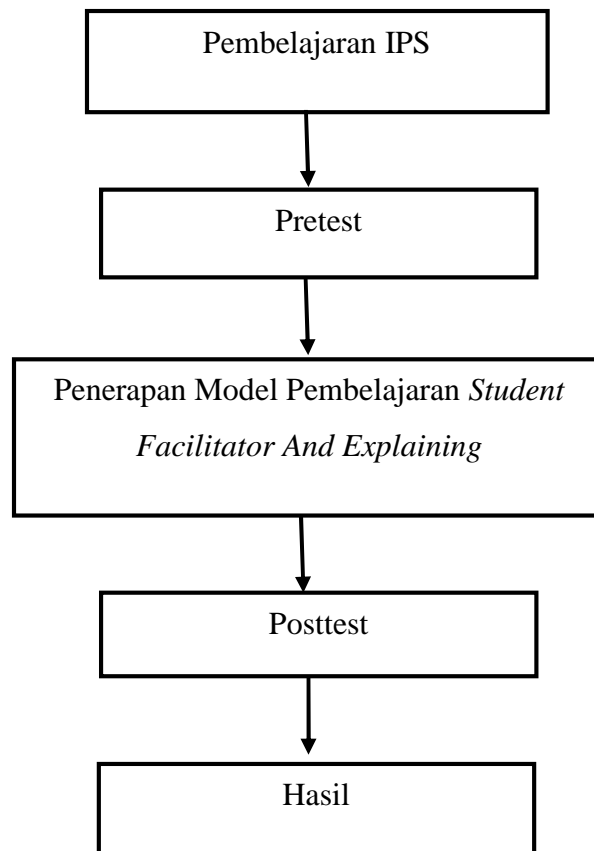 Pembelajaran IPS
Pretest
Penerapan Model Pembelajaran Student
Facilitator And Explaining
Posttest
Hasil